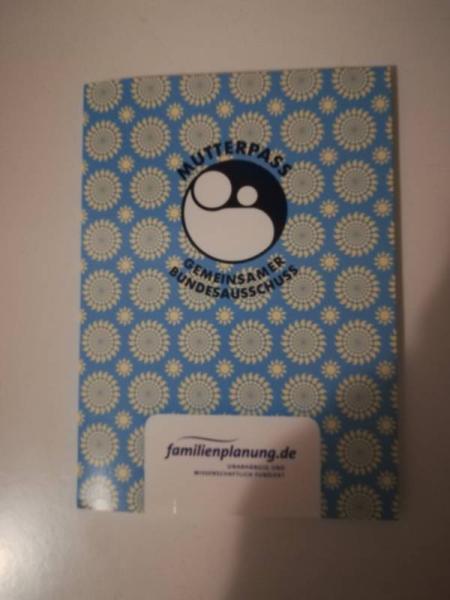 MUTTERPASS
GEMEINSAMER
BUNDESAUSSCHUSS
familienplanung.de
UNABHÄNGIG UND
WISSENSCHAFTLICH FUNDIERT